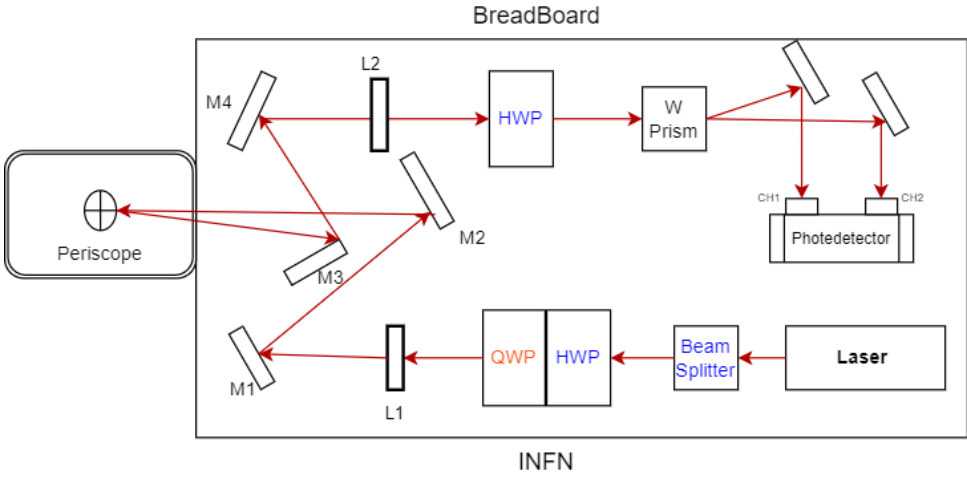 BreadBoard
L2
M4
HWP
W
Prism
CH1
CH2
Photedetector
Periscope
M2
M3
M1
L1
QWP
HWP
Beam
Splitter
Laser
INFN